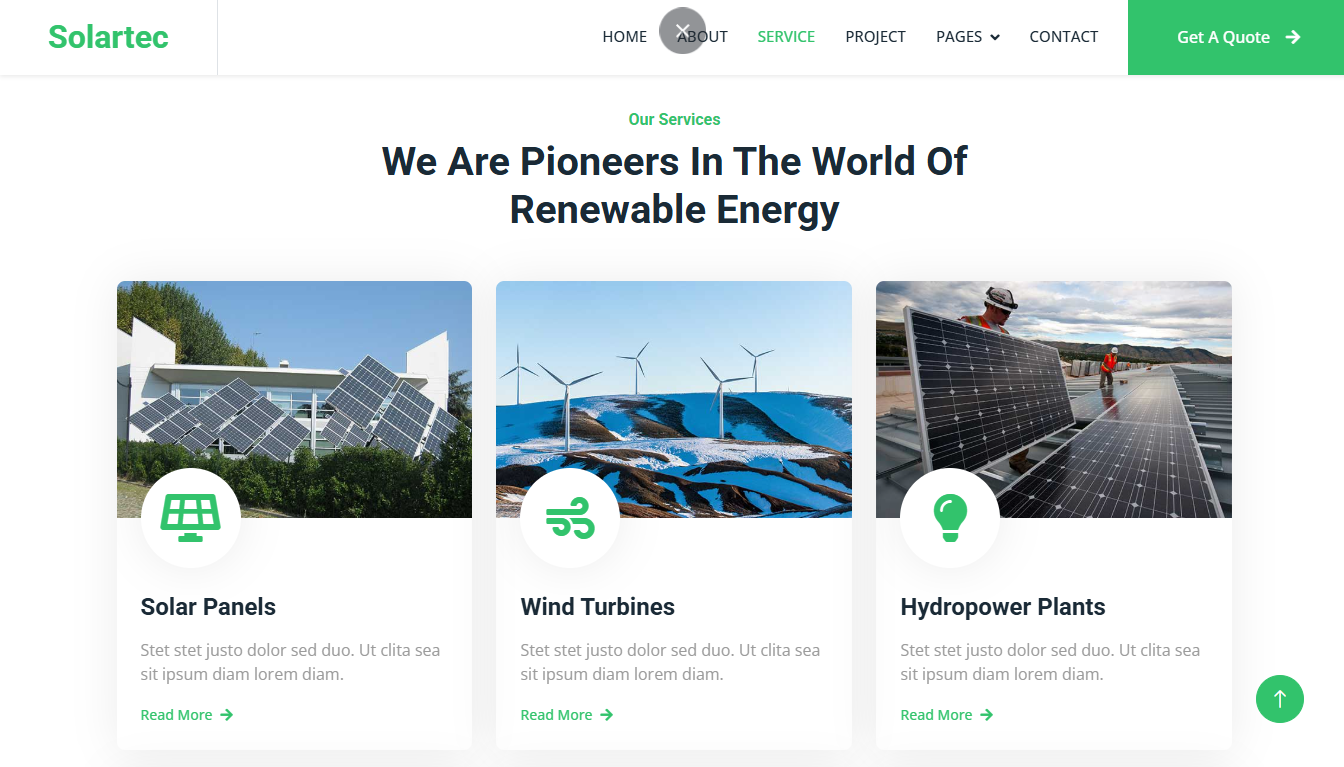 Solartec
HOME
ABOUT
SERVICE
PROJECT
PAGES
CONTACT
Get A Quote
Our Services
We Are Pioneers In The World Of
Renewable Energy
Solar Panels
Stet stet justo dolor sed duo. Ut clita sea
sit ipsum diam lorem diam.
Read More
Wind Turbines
Stet stet justo dolor sed duo. Ut clita sea
sit ipsum diam lorem diam.
Read More
Hydropower Plants
Stet stet justo dolor sed duo. Ut clita sea
sit ipsum diam lorem diam.
Read More